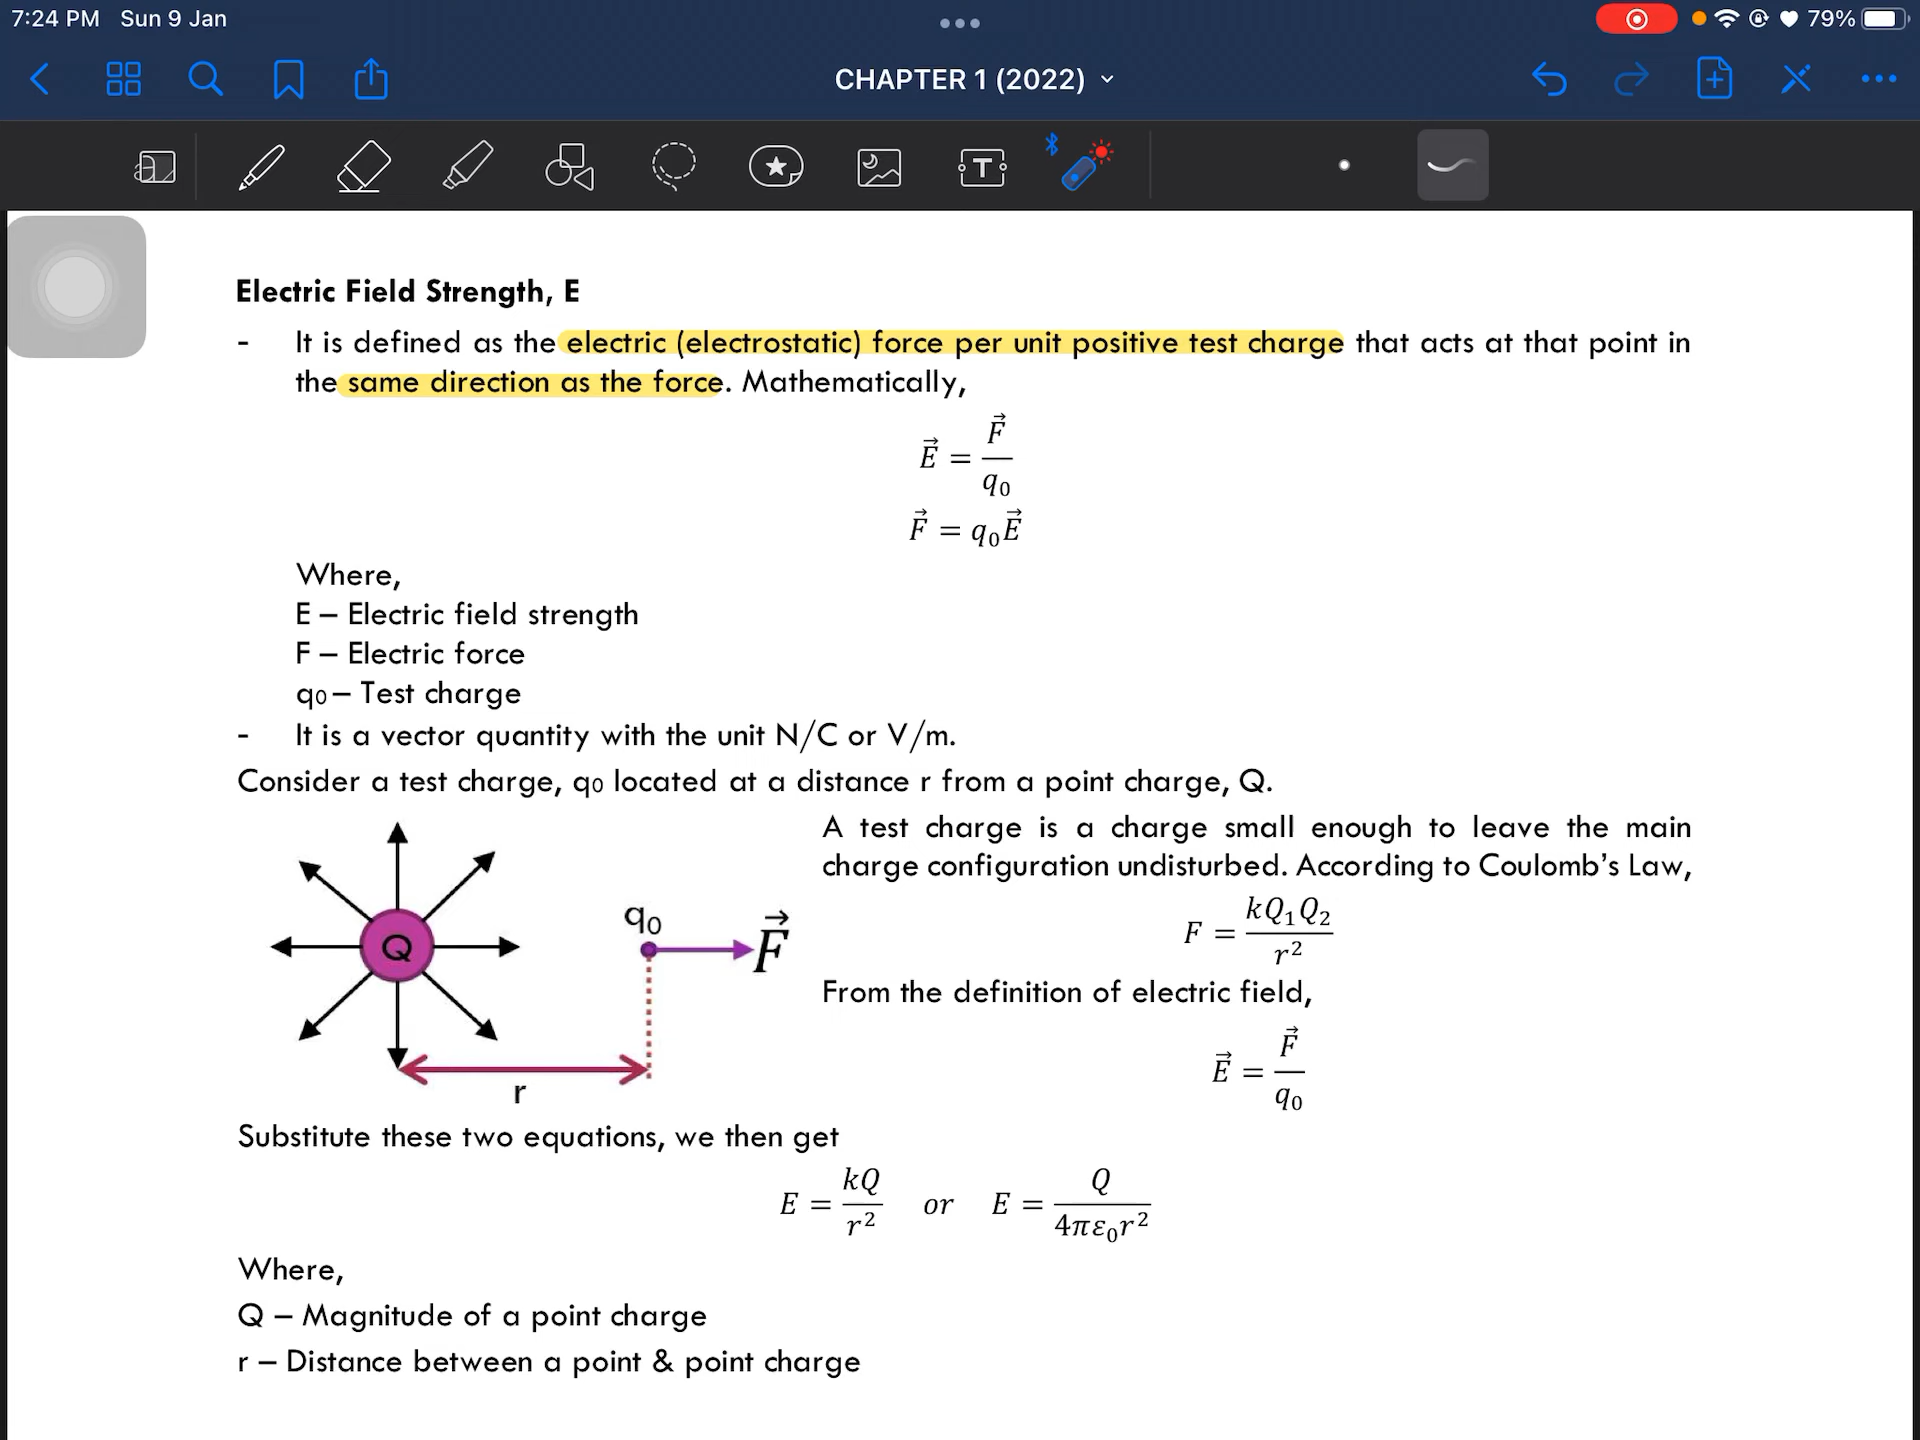 7:24 PM Sun 9 Jan
79%
CHAPTER 1 (2022)
Electric Field Strength, E
- It is defined as the electric (electrostatic) force per unit positive test charge that acts at that point in
the same direction as the force. Mathematically,
E⃗ = F⃗ / q₀
F⃗ = q₀E⃗
Where,
E – Electric field strength
F – Electric force
q₀ – Test charge
- It is a vector quantity with the unit N/C or V/m.
Consider a test charge, q₀ located at a distance r from a point charge, Q.
Q
q₀
F⃗
r
A test charge is a charge small enough to leave the main
charge configuration undisturbed. According to Coulomb's Law,
F = kQ₁Q₂ / r²
From the definition of electric field,
E⃗ = F⃗ / q₀
Substitute these two equations, we then get
E = kQ / r² or E = Q / 4πε₀r²
Where,
Q – Magnitude of a point charge
r – Distance between a point & point charge